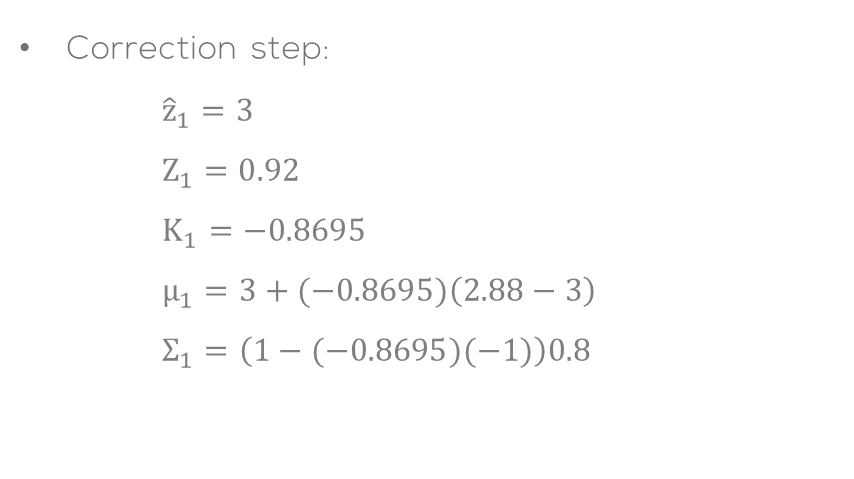 • Correction step:
ẑ₁ = 3
Z₁ = 0.92
K₁ = −0.8695
μ₁ = 3 + (−0.8695)(2.88 − 3)
Σ₁ = (1 − (−0.8695)(−1))0.8